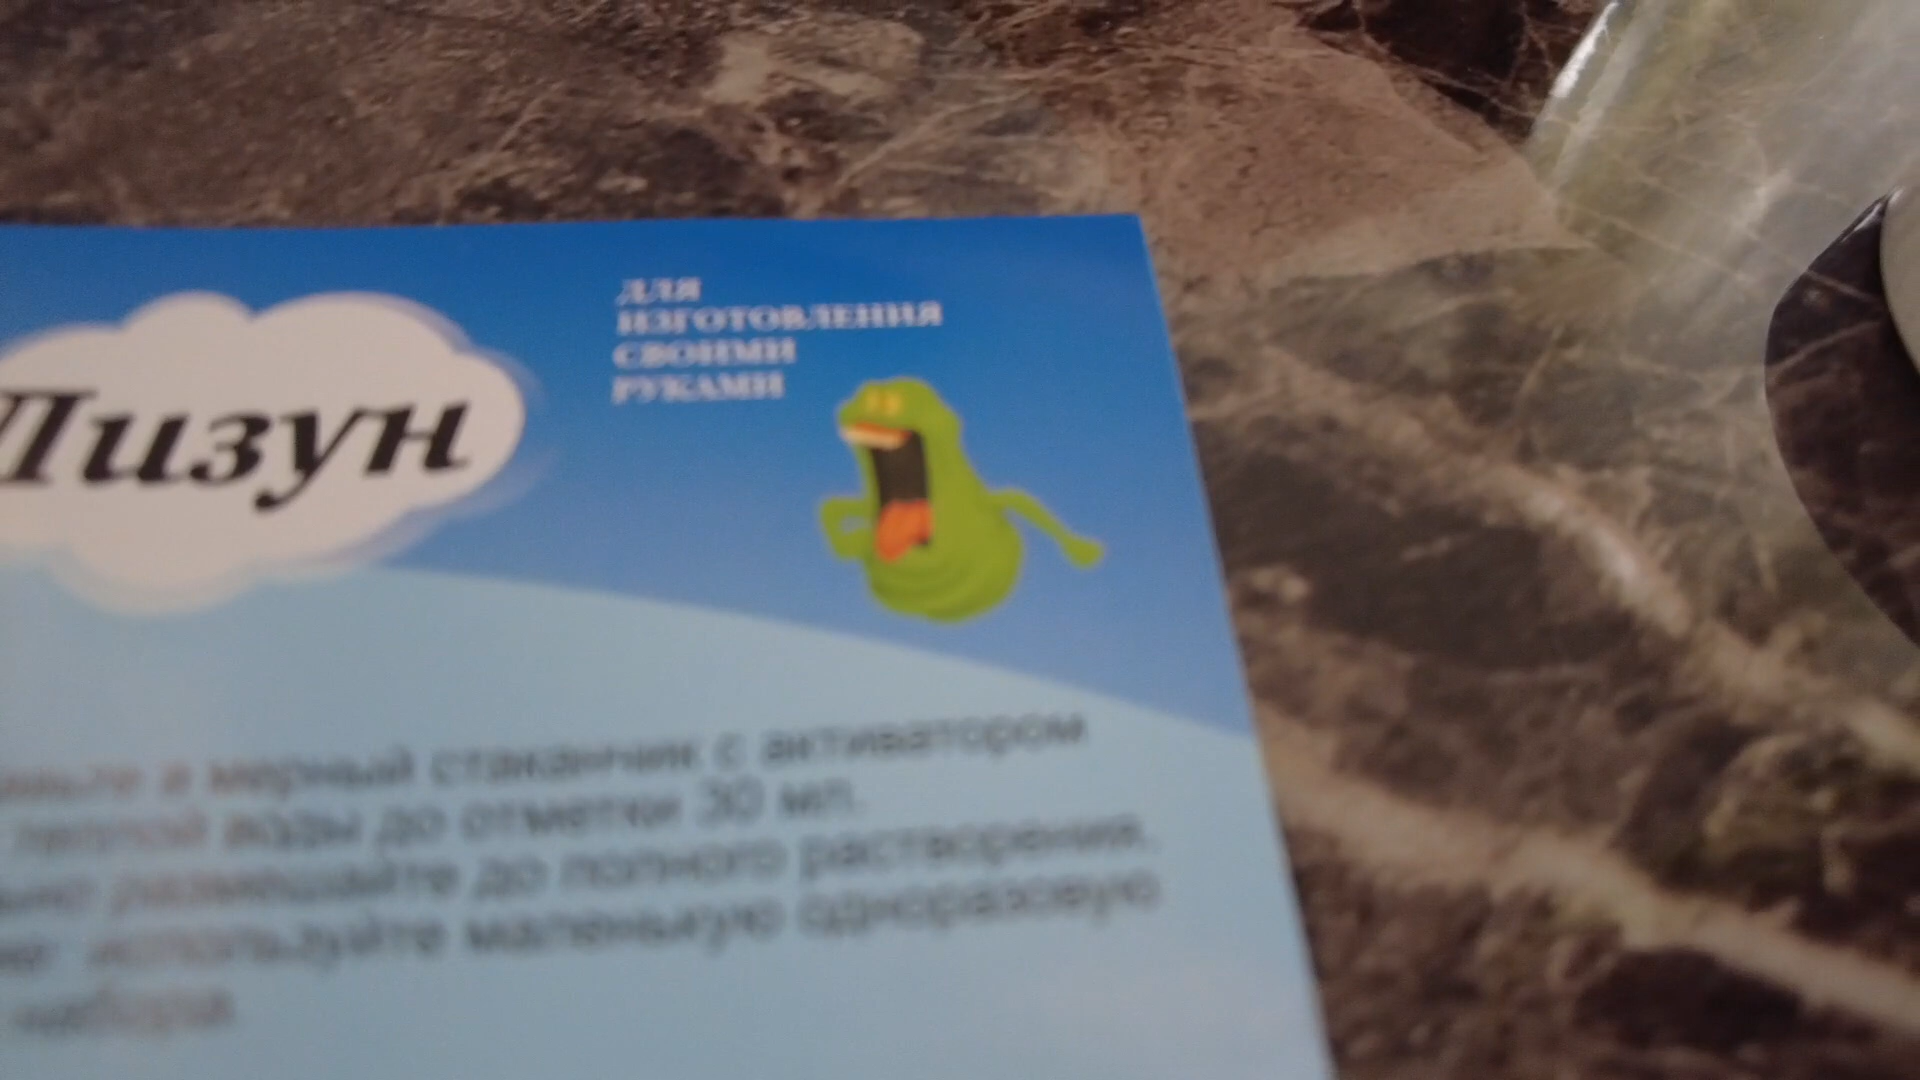 ДЛЯ
ИЗГОТОВЛЕНИЯ
СВОИМИ
РУКАМИ
Лизун
в мерный стаканчик с активатором
теплой воды до отметки 30 мл.
размешайте до полного растворения,
используйте маленькую одноразовую
набора